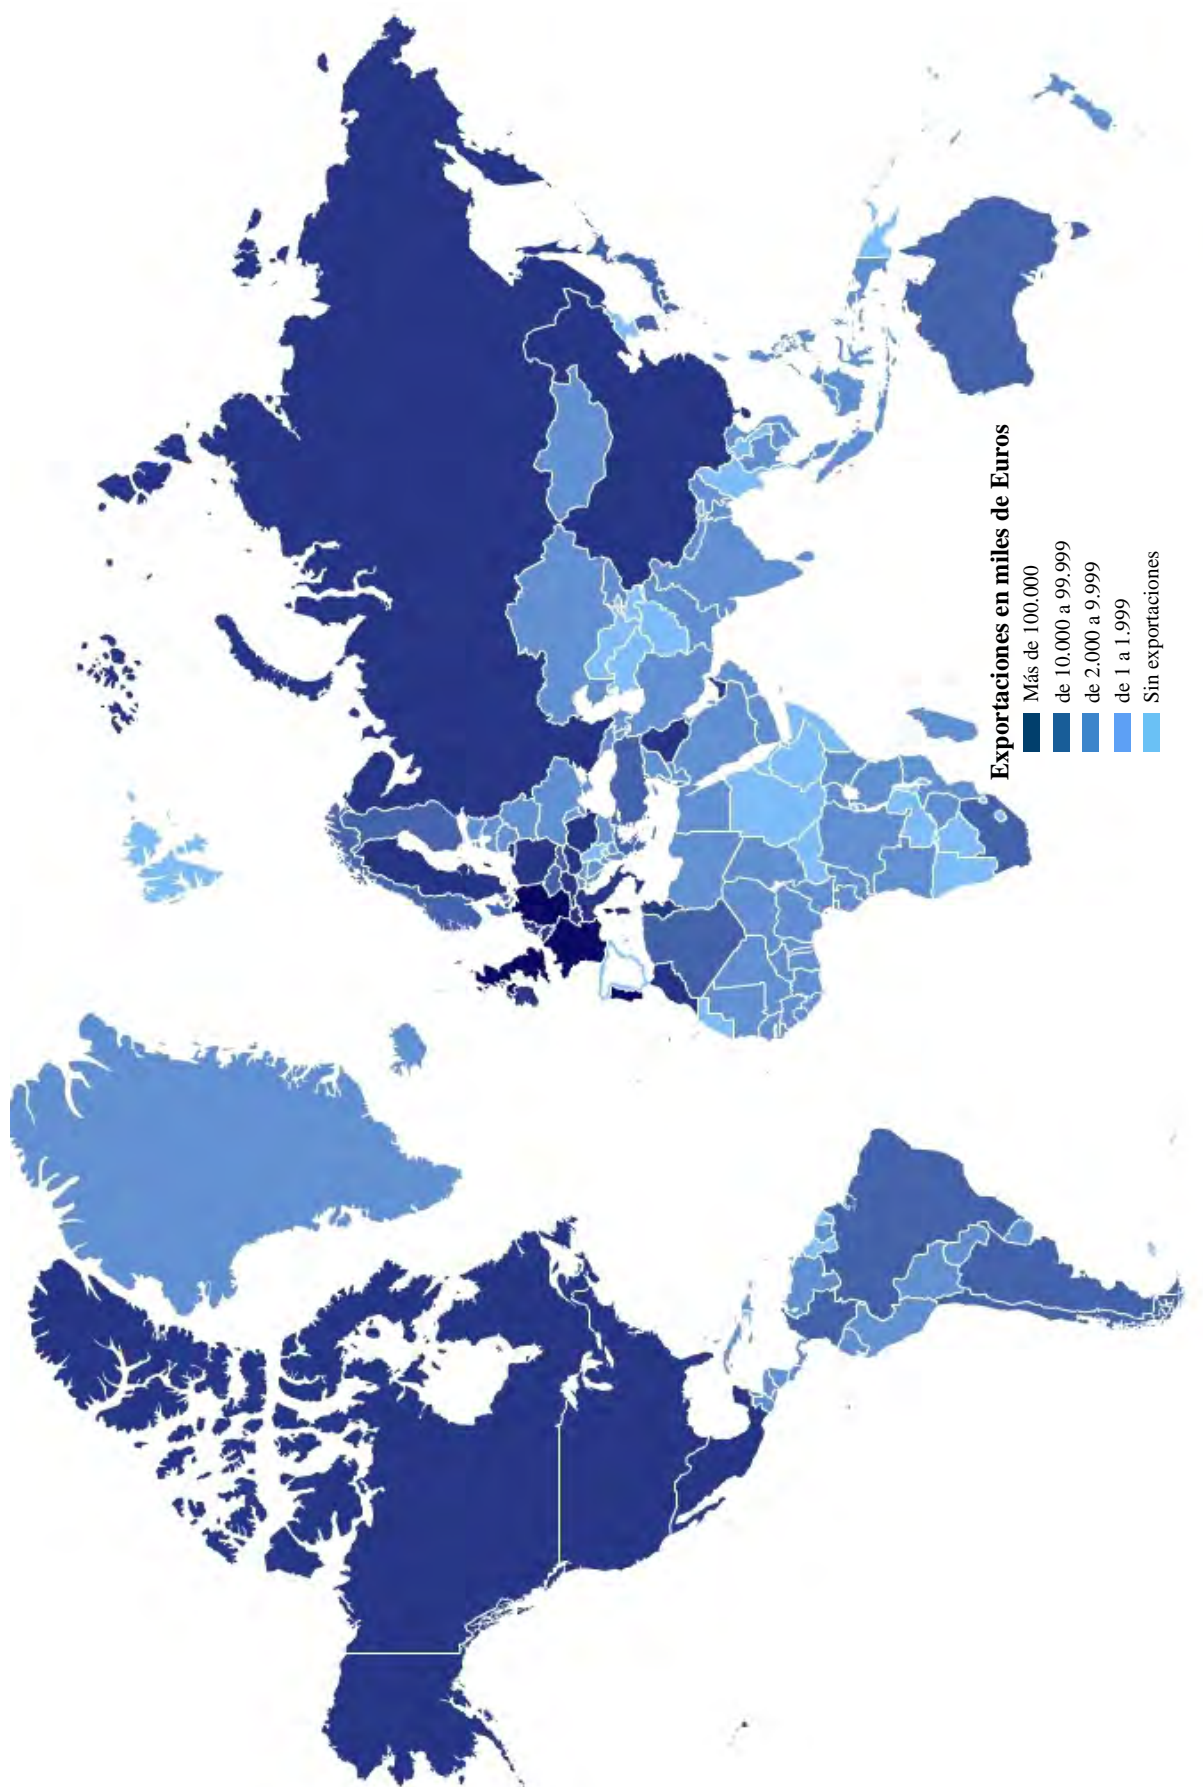 Exportaciones en miles de Euros
Más de 100.000
de 10.000 a 99.999
de 2.000 a 9.999
de 1 a 1.999
Sin exportaciones